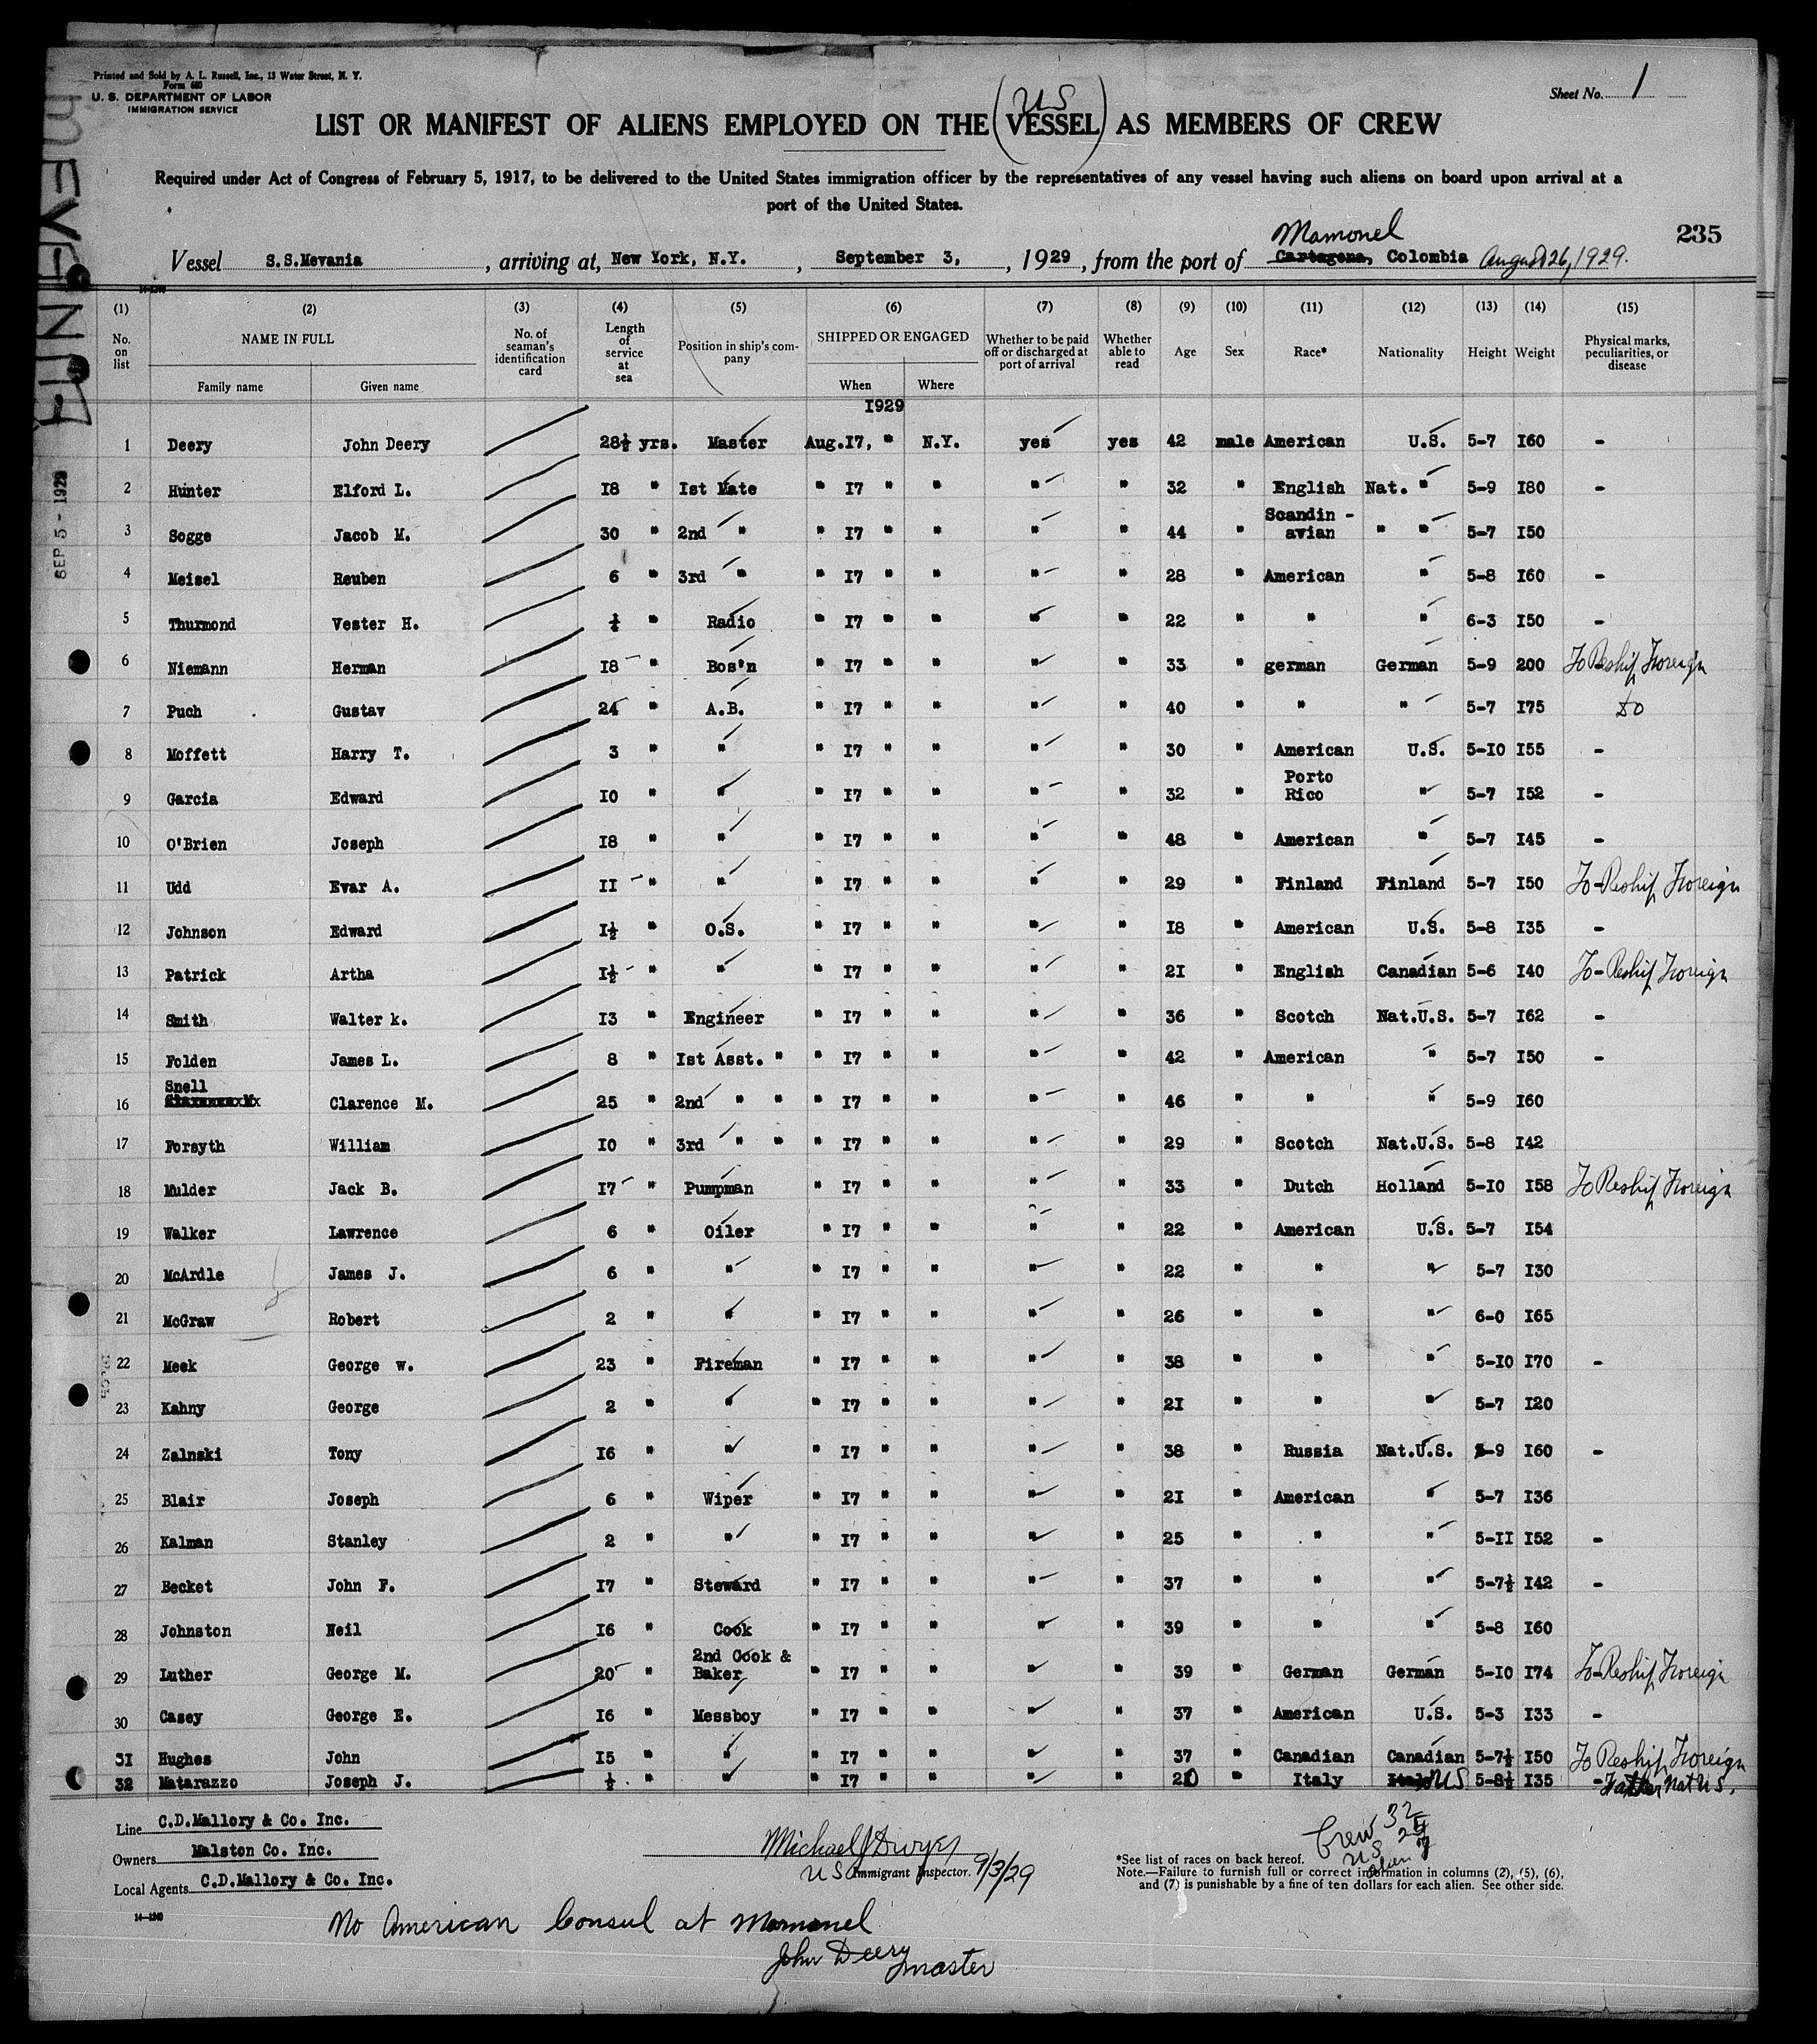 Printed and Sold by A. L. Russell, Inc., 13 Water Street, N. Y.
Form 680
U. S. DEPARTMENT OF LABOR
IMMIGRATION SERVICE
Sheet No. 1
LIST OR MANIFEST OF ALIENS EMPLOYED ON THE (US VESSEL) AS MEMBERS OF CREW
Required under Act of Congress of February 5, 1917, to be delivered to the United States immigration officer by the representatives of any vessel having such aliens on board upon arrival at a
port of the United States.
235
Mamonel
Vessel S.S.Mevania, arriving at, New York, N.Y., September 3, 1929, from the port of Cartagena, Colombia August 26, 1929.
MEVANIA
SEP 5 - 1929
(1) (2) (3) (4) (5) (6) (7) (8) (9) (10) (11) (12) (13) (14) (15)
No. on list NAME IN FULL No. of seaman's identification card Length of service at sea Position in ship's company SHIPPED OR ENGAGED Whether to be paid off or discharged at port of arrival Whether able to read Age Sex Race* Nationality Height Weight Physical marks, peculiarities, or disease
Family name Given name When Where
1929
1 Deery John Deery 28½ yrs. Master Aug.17, " N.Y. yes yes 42 male American U.S. 5-7 160 -
2 Hunter Elford L. 18 " 1st Mate " 17 " " " " 32 " English Nat. " 5-9 180 -
3 Sogge Jacob M. 30 " 2nd " " 17 " " " " 44 " Scandin - avian " " 5-7 150
4 Meisel Reuben 6 " 3rd " " 17 " " " " 28 " American " 5-8 160 -
5 Thurmond Vester H. " Radio " 17 " " " " 22 " " " 6-3 150 -
6 Niemann Herman 18 " Bos'n " 17 " " " " 33 " german German 5-9 200 To Reship Foreign
7 Puch Gustav 24 " A.B. " 17 " " " " 40 " " " 5-7 175 do
8 Moffett Harry T. 3 " " " 17 " " " " 30 " American U.S. 5-10 155 -
9 Garcia Edward 10 " " " 17 " " " " 32 " Porto Rico " 5-7 152 -
10 O'Brien Joseph 18 " " " 17 " " " " 48 " American " 5-7 145 -
11 Udd Evar A. 11 " " " 17 " " " " 29 " Finland Finland 5-7 150 To-Reship Foreign
12 Johnson Edward 1½ " O.S. " 17 " " " " 18 " American U.S. 5-8 135 -
13 Patrick Artha 1½ " " " 17 " " " " 21 " English Canadian 5-6 140 To-Reship Foreign
14 Smith Walter k. 13 " Engineer " 17 " " " " 36 " Scotch Nat.U.S. 5-7 162 -
15 Folden James L. 8 " 1st Asst. " " 17 " " " " 42 " American " 5-7 150 -
16 Snell Clarence M. 25 " 2nd " " " 17 " " " " 46 " " " 5-9 160
17 Forsyth William 10 " 3rd " " " 17 " " " " 29 " Scotch Nat.U.S. 5-8 142
18 Mulder Jack B. 17 " Pumpman " 17 " " " " 33 " Dutch Holland 5-10 158 To Reship Foreign
19 Walker Lawrence 6 " Oiler " 17 " " " " 22 " American U.S. 5-7 154
20 McArdle James J. 6 " " " 17 " " " " 22 " " " 5-7 130
21 McGraw Robert 2 " " " 17 " " " " 26 " " " 6-0 165
22 Meek George w. 23 " Fireman " 17 " " " " 38 " " " 5-10 170 -
23 Kahny George 2 " " " 17 " " " " 21 " " " 5-7 120
24 Zalnski Tony 16 " " " 17 " " " " 38 " Russia Nat.U.S. 5-9 160 -
25 Blair Joseph 6 " Wiper " 17 " " " " 21 " American " 5-7 136
26 Kalman Stanley 2 " " " 17 " " " " 25 " " " 5-11 152 -
27 Becket John F. 17 " Steward " 17 " " " " 37 " " " 5-7½ 142 -
28 Johnston Neil 16 " Cook " 17 " " " " 39 " " " 5-8 160
29 Luther George M. 20 " 2nd Cook & Baker " 17 " " " " 39 " German German 5-10 174 To-Reship Foreign
30 Casey George E. 16 " Messboy " 17 " " " " 37 " American U.S. 5-3 133 -
31 Hughes John 15 " " " 17 " " " " 37 " Canadian Canadian 5-7½ 150 To Reship Foreign
32 Matarazzo Joseph J. ½ " " " 17 " " " " " Italy Italy US 5-8½ 135 - Father Nat U S.
Line C.D.Mallory & Co. Inc.
Owners Malston Co. Inc.
Local Agents C.D.Mallory & Co. Inc.
Michael J Dwyer
US Immigrant Inspector. 9/3/29
Crew 32
US 25
alien 7
*See list of races on back hereof.
Note.—Failure to furnish full or correct information in columns (2), (5), (6),
and (7) is punishable by a fine of ten dollars for each alien. See other side.
14—1240
No American Consul at Mamonel
John Deery
master